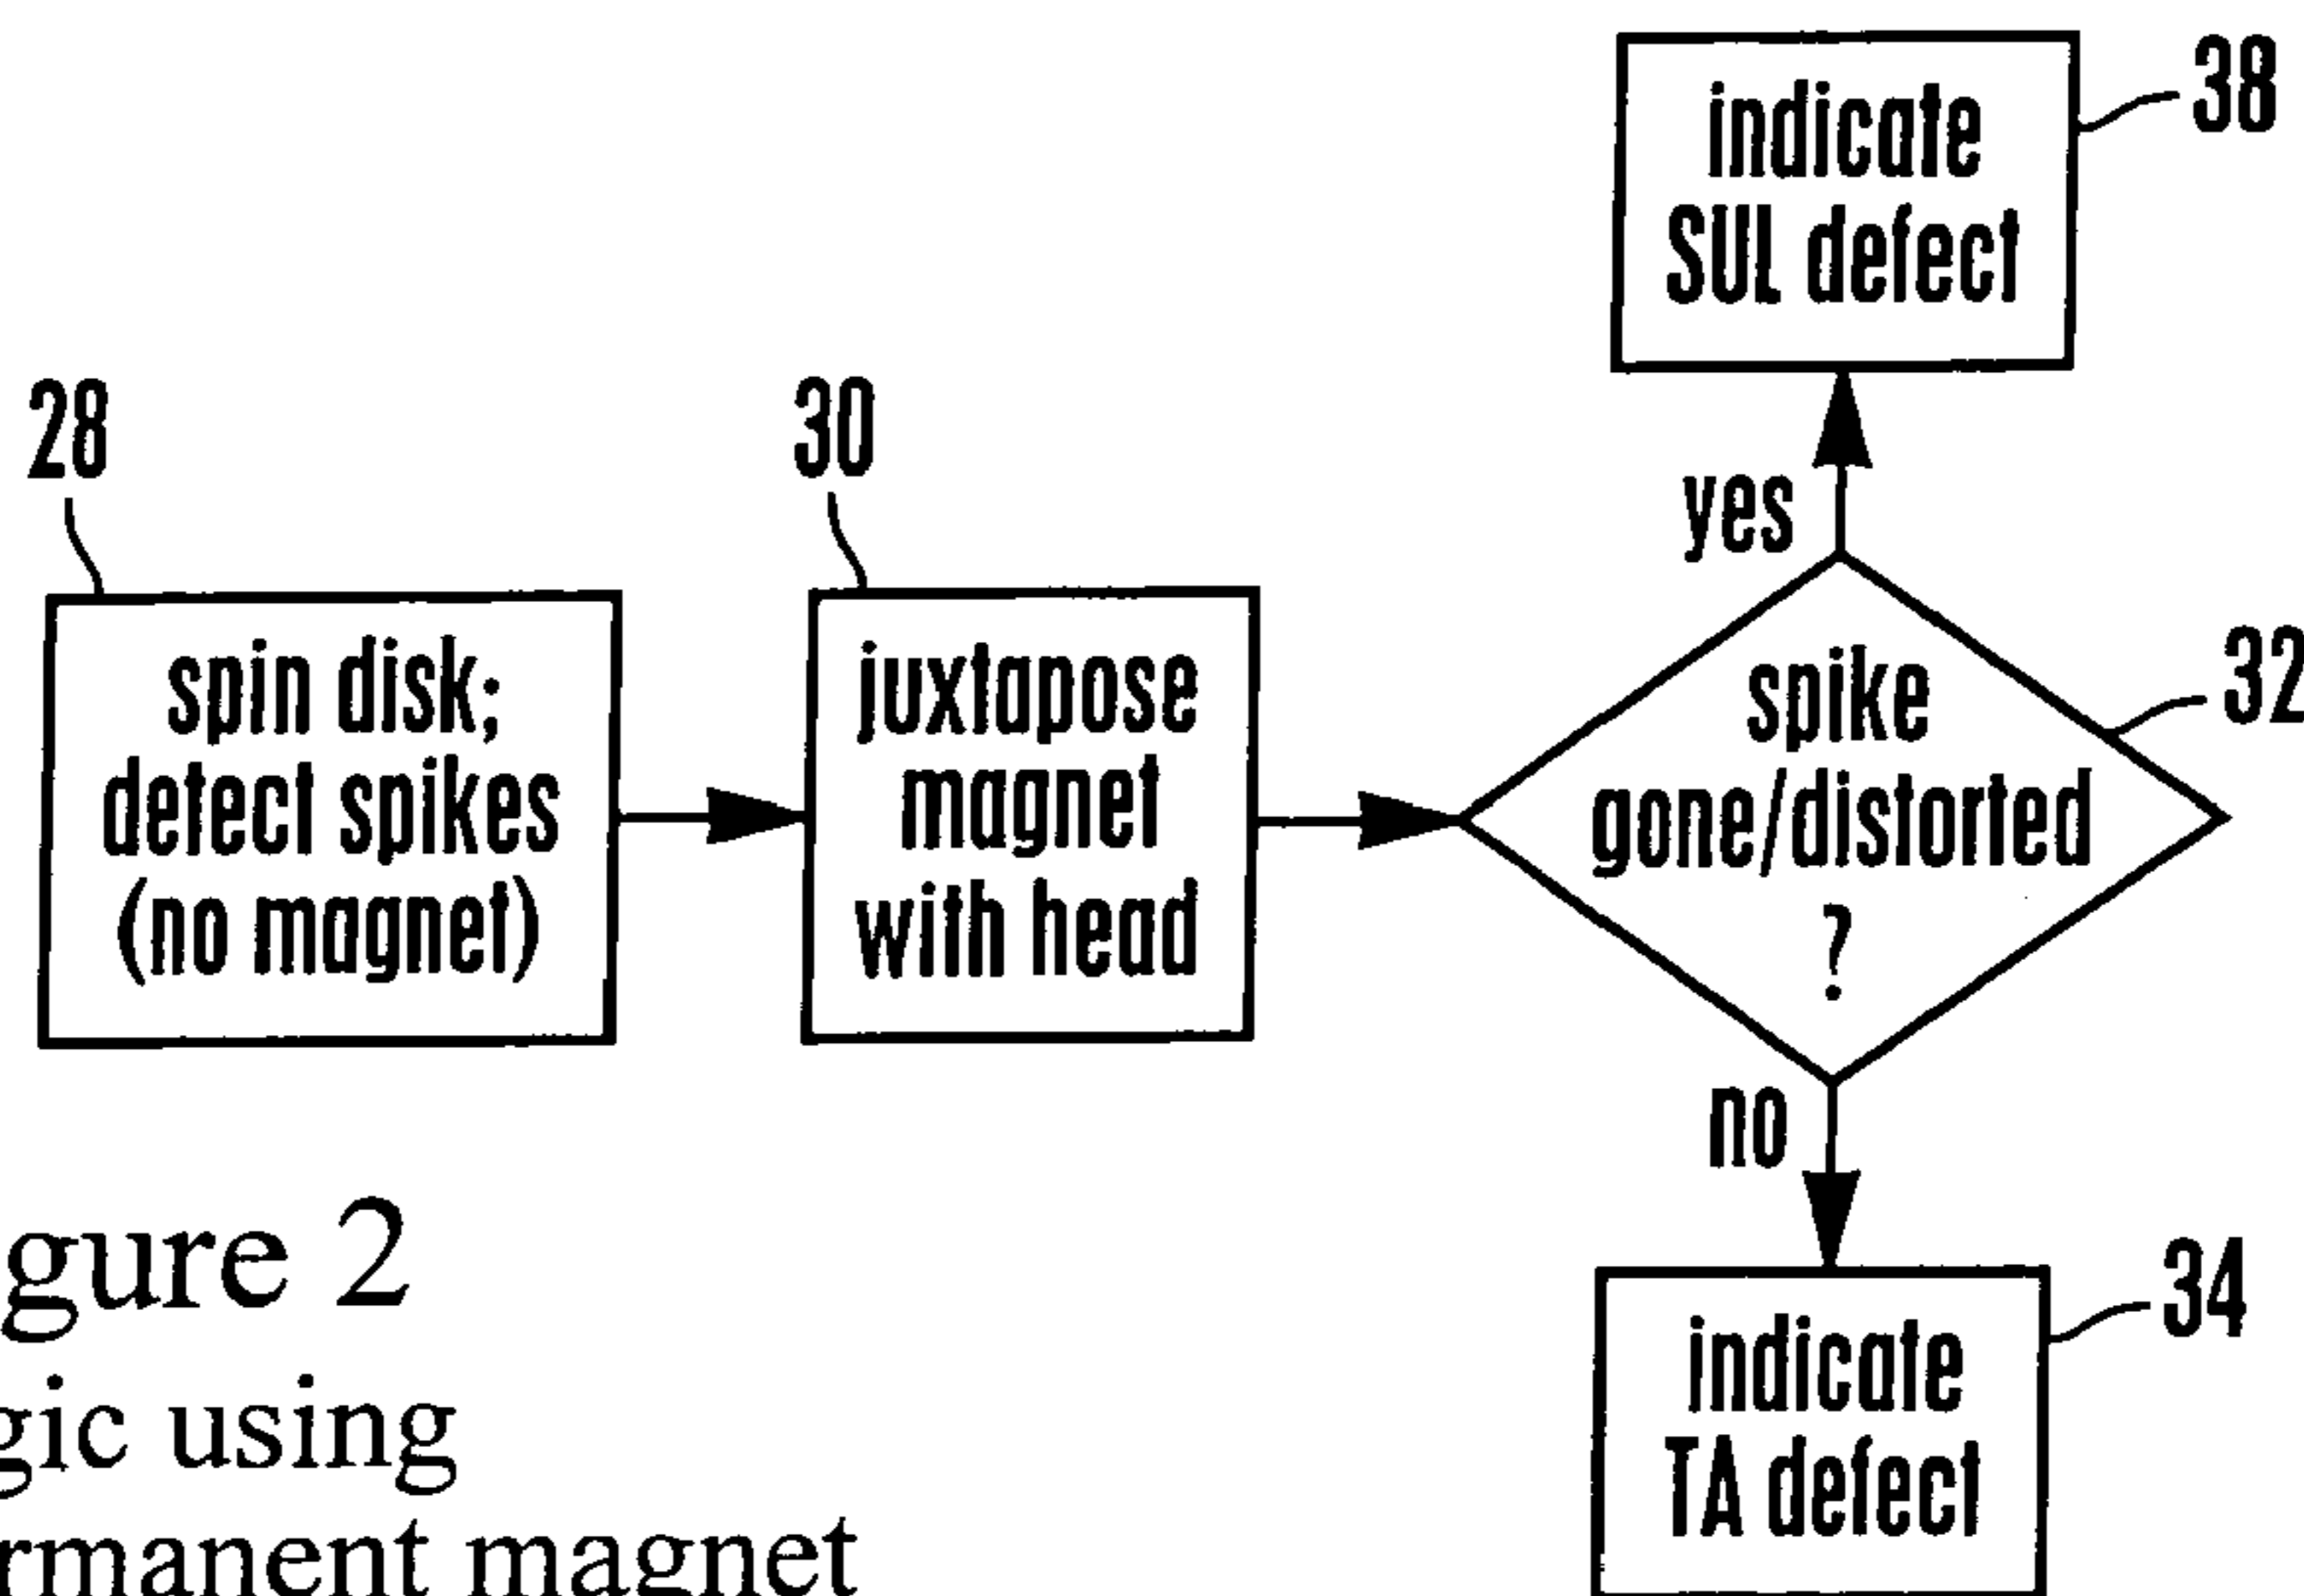 38
indicate
SUL defect
28
30
yes
32
spin disk;
detect spikes
(no magnet)
juxtapose
magnet
with head
spike
gone/distorted
?
no
34
indicate
TA defect
gure 2
gic using
rmanent magnet